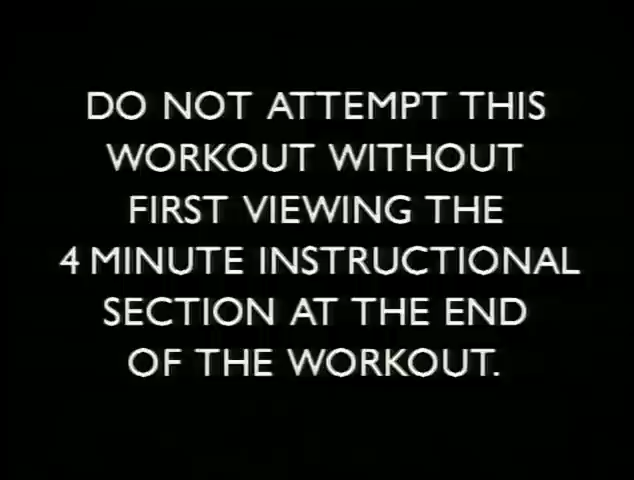 DO NOT ATTEMPT THIS
WORKOUT WITHOUT
FIRST VIEWING THE
4 MINUTE INSTRUCTIONAL
SECTION AT THE END
OF THE WORKOUT.